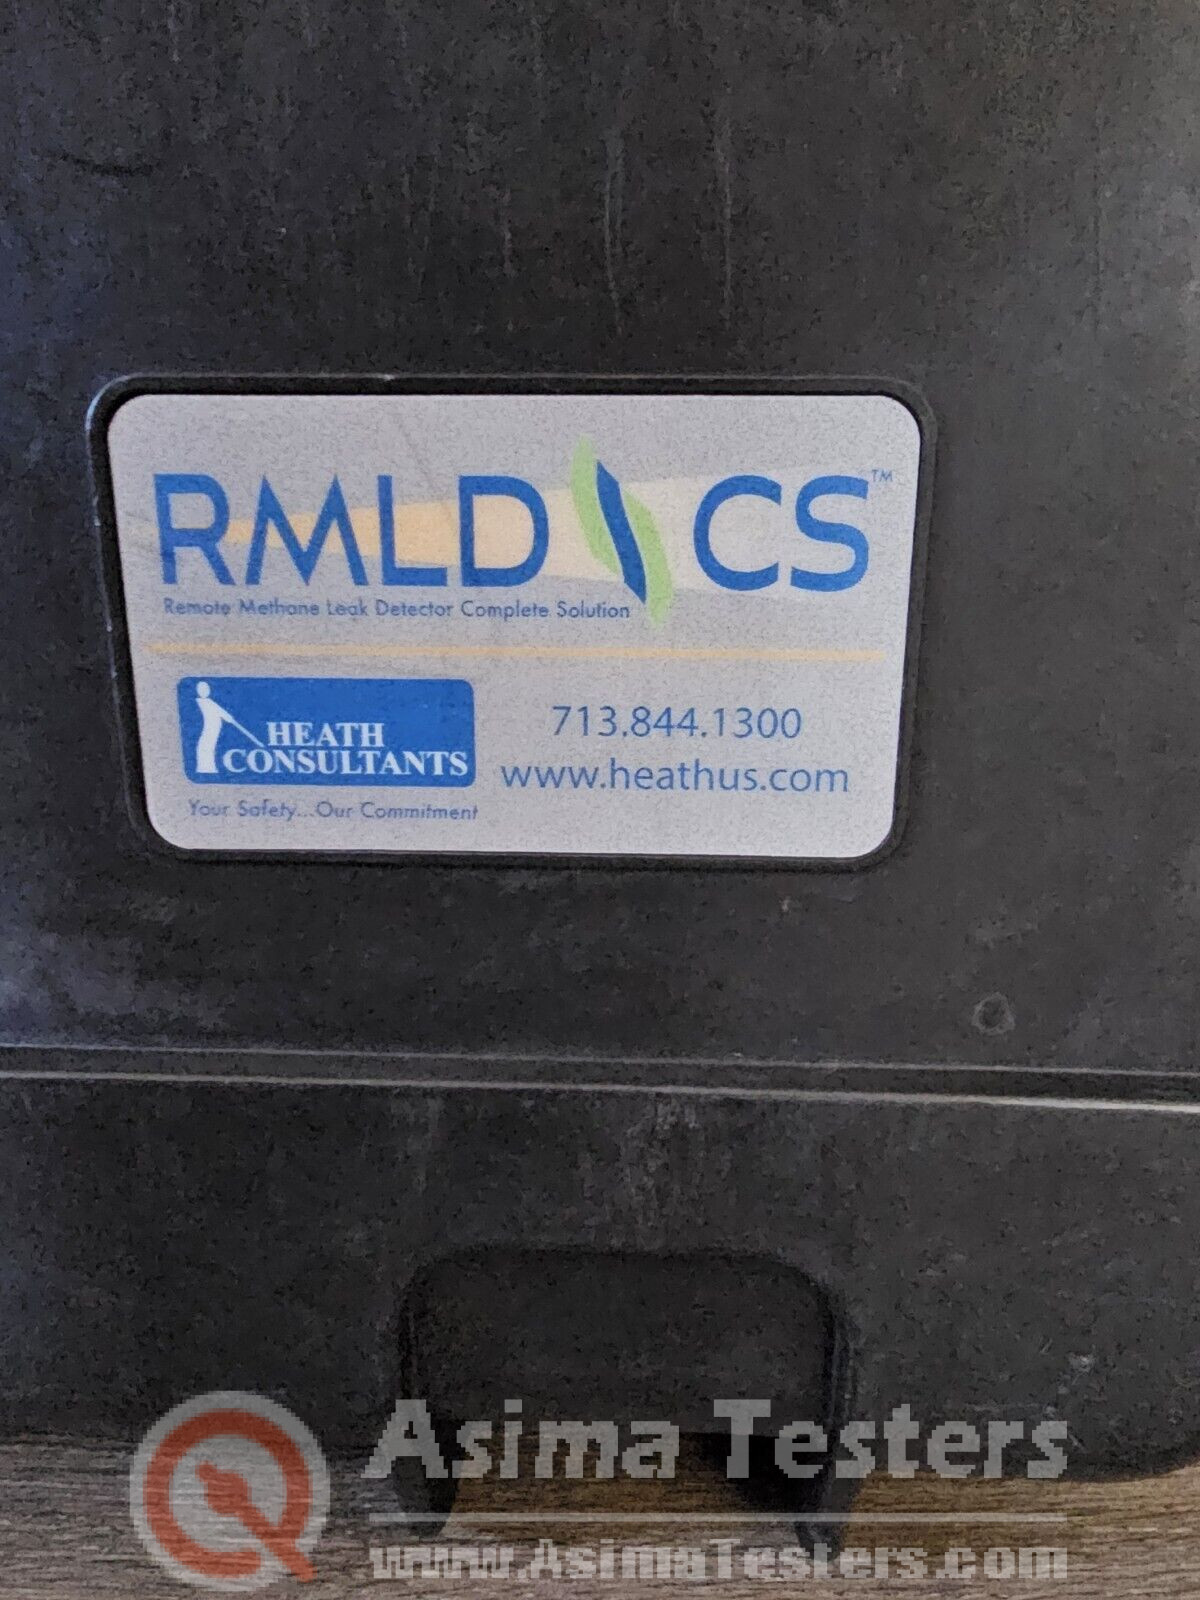 RMLD CS™
Remote Methane Leak Detector Complete Solution
HEATH
CONSULTANTS
Your Safety...Our Commitment
713.844.1300
www.heathus.com
Asima Testers
www.AsimaTesters.com